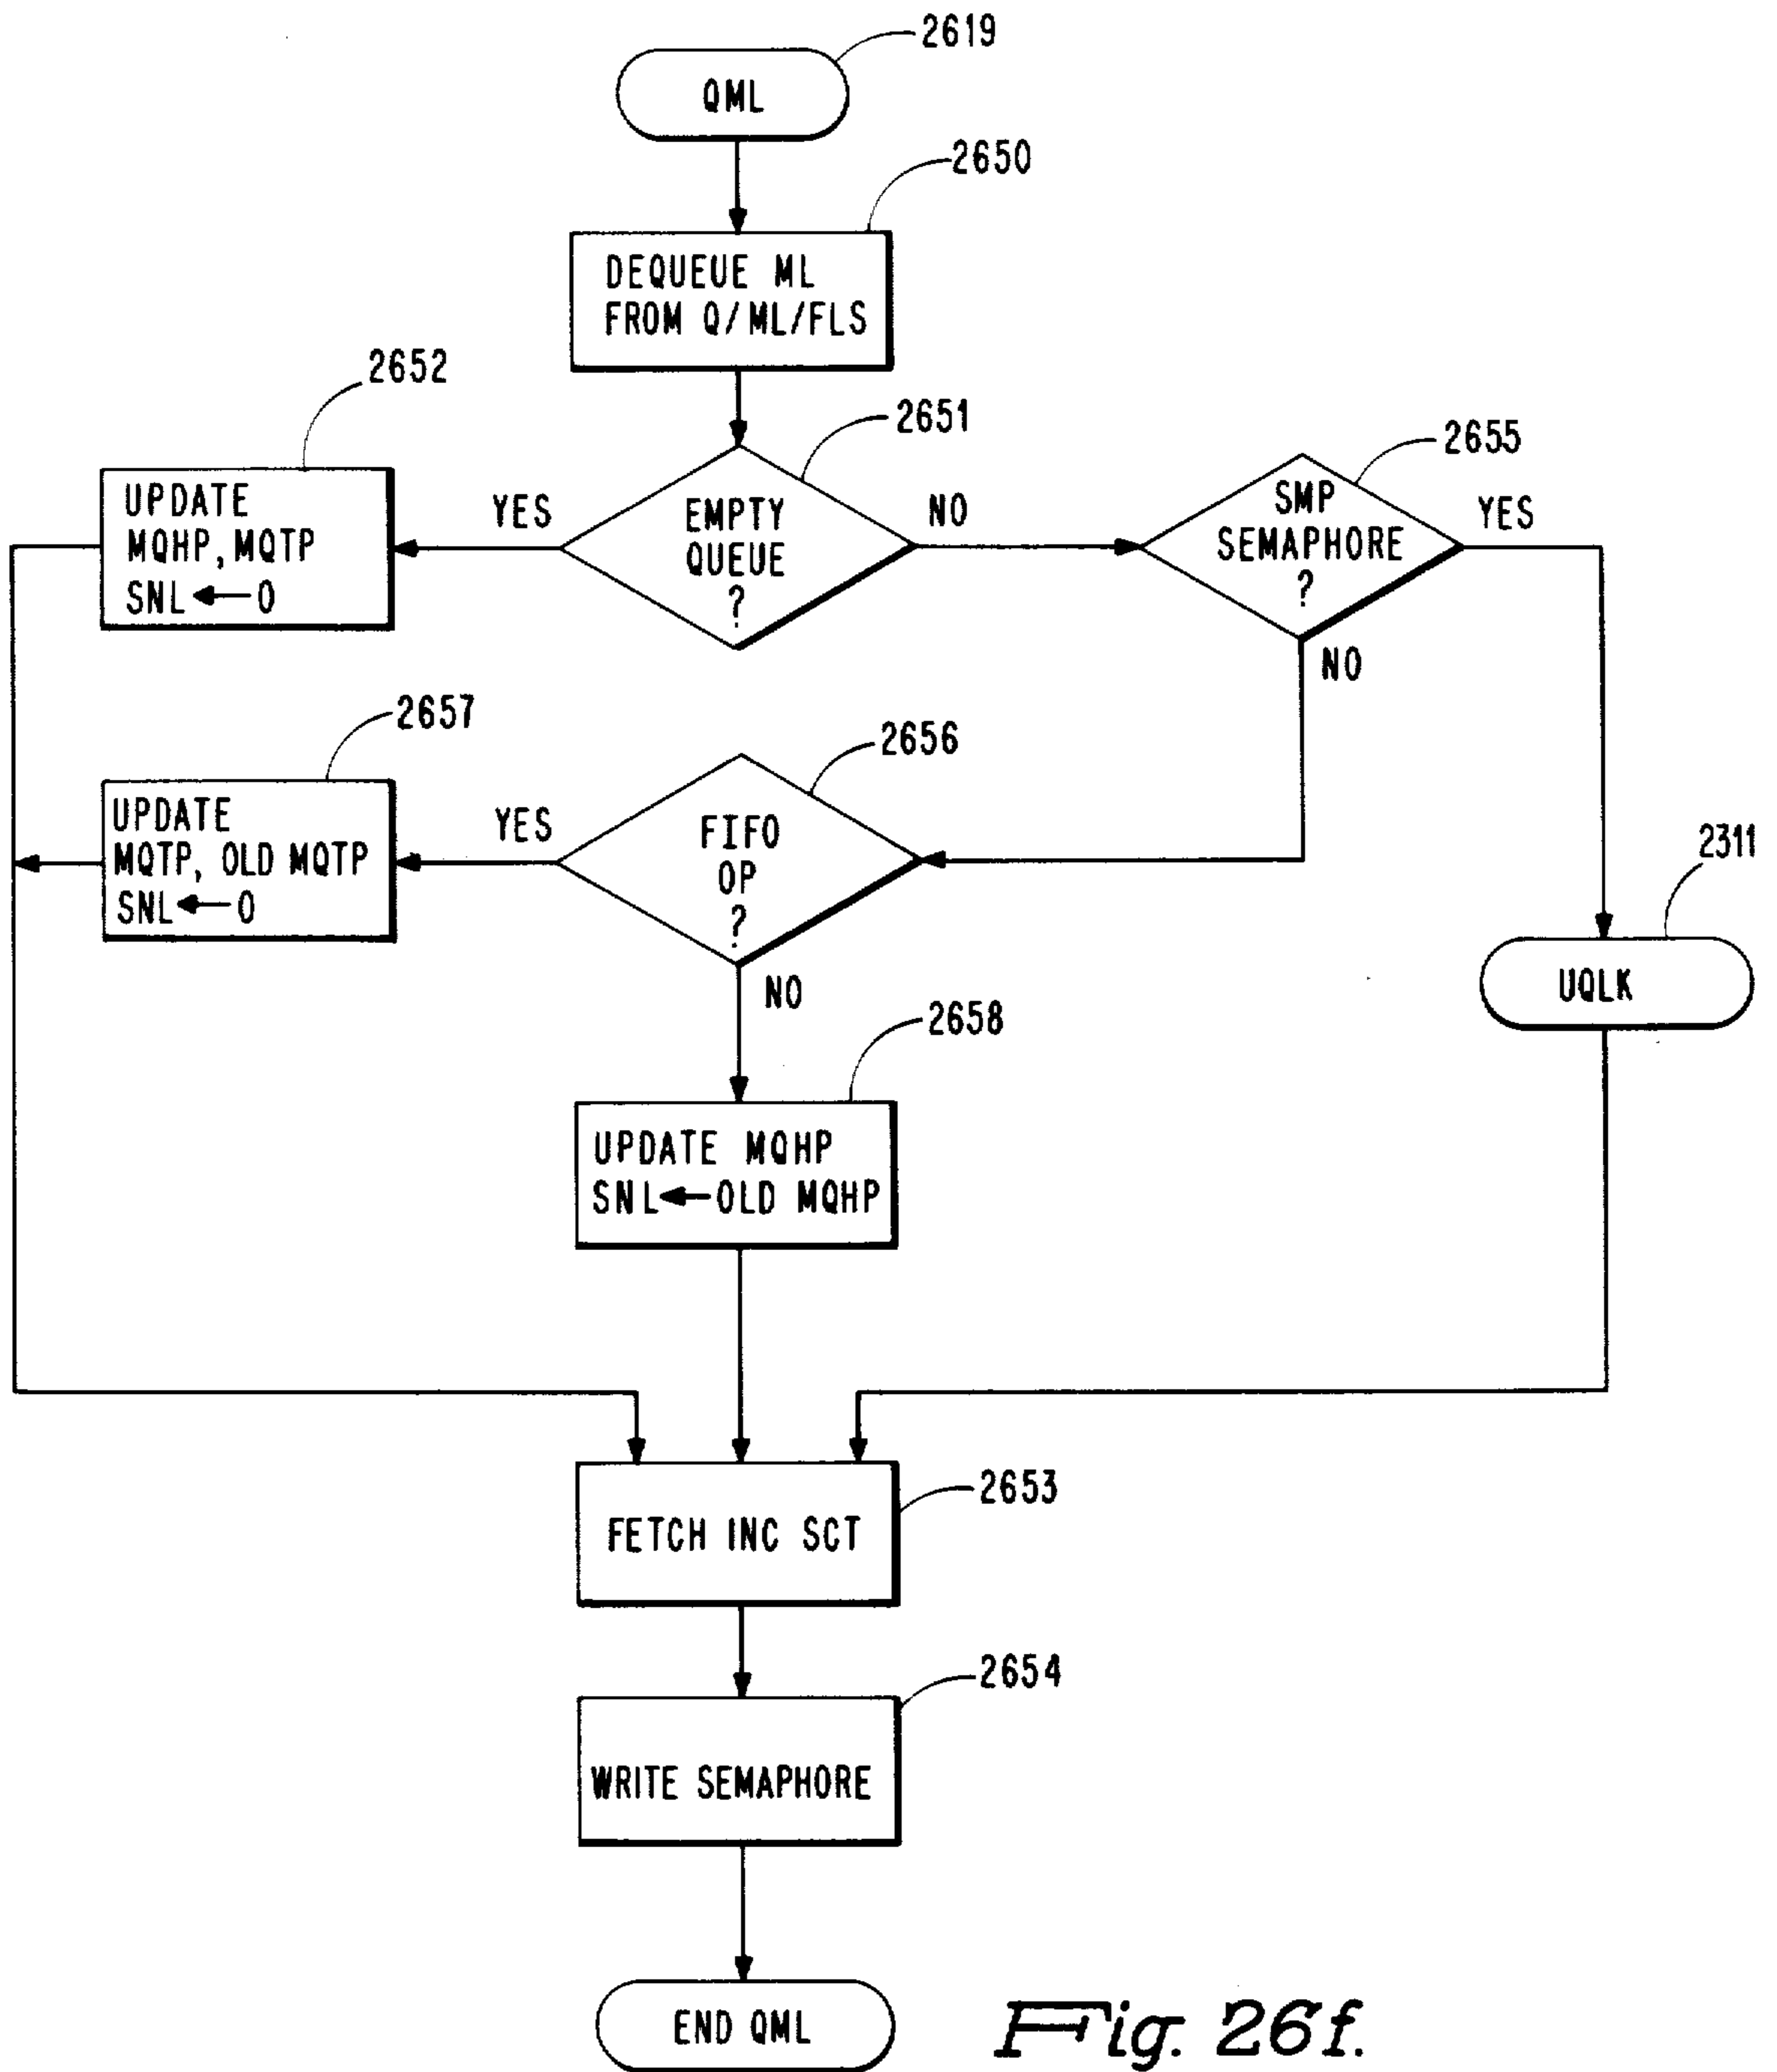 2619
QML
2650
DEQUEUE ML
FROM Q/ML/FLS
2652
2651
2655
UPDATE
MQHP, MQTP
SNL ← 0
YES
EMPTY
QUEUE
?
NO
SMP
SEMAPHORE
?
YES
NO
2657
2656
UPDATE
MQTP, OLD MQTP
SNL ← 0
YES
FIFO
OP
?
NO
2311
UQLK
2658
UPDATE MQHP
SNL ← OLD MQHP
2653
FETCH INC SCT
2654
WRITE SEMAPHORE
END QML
Fig. 26f.